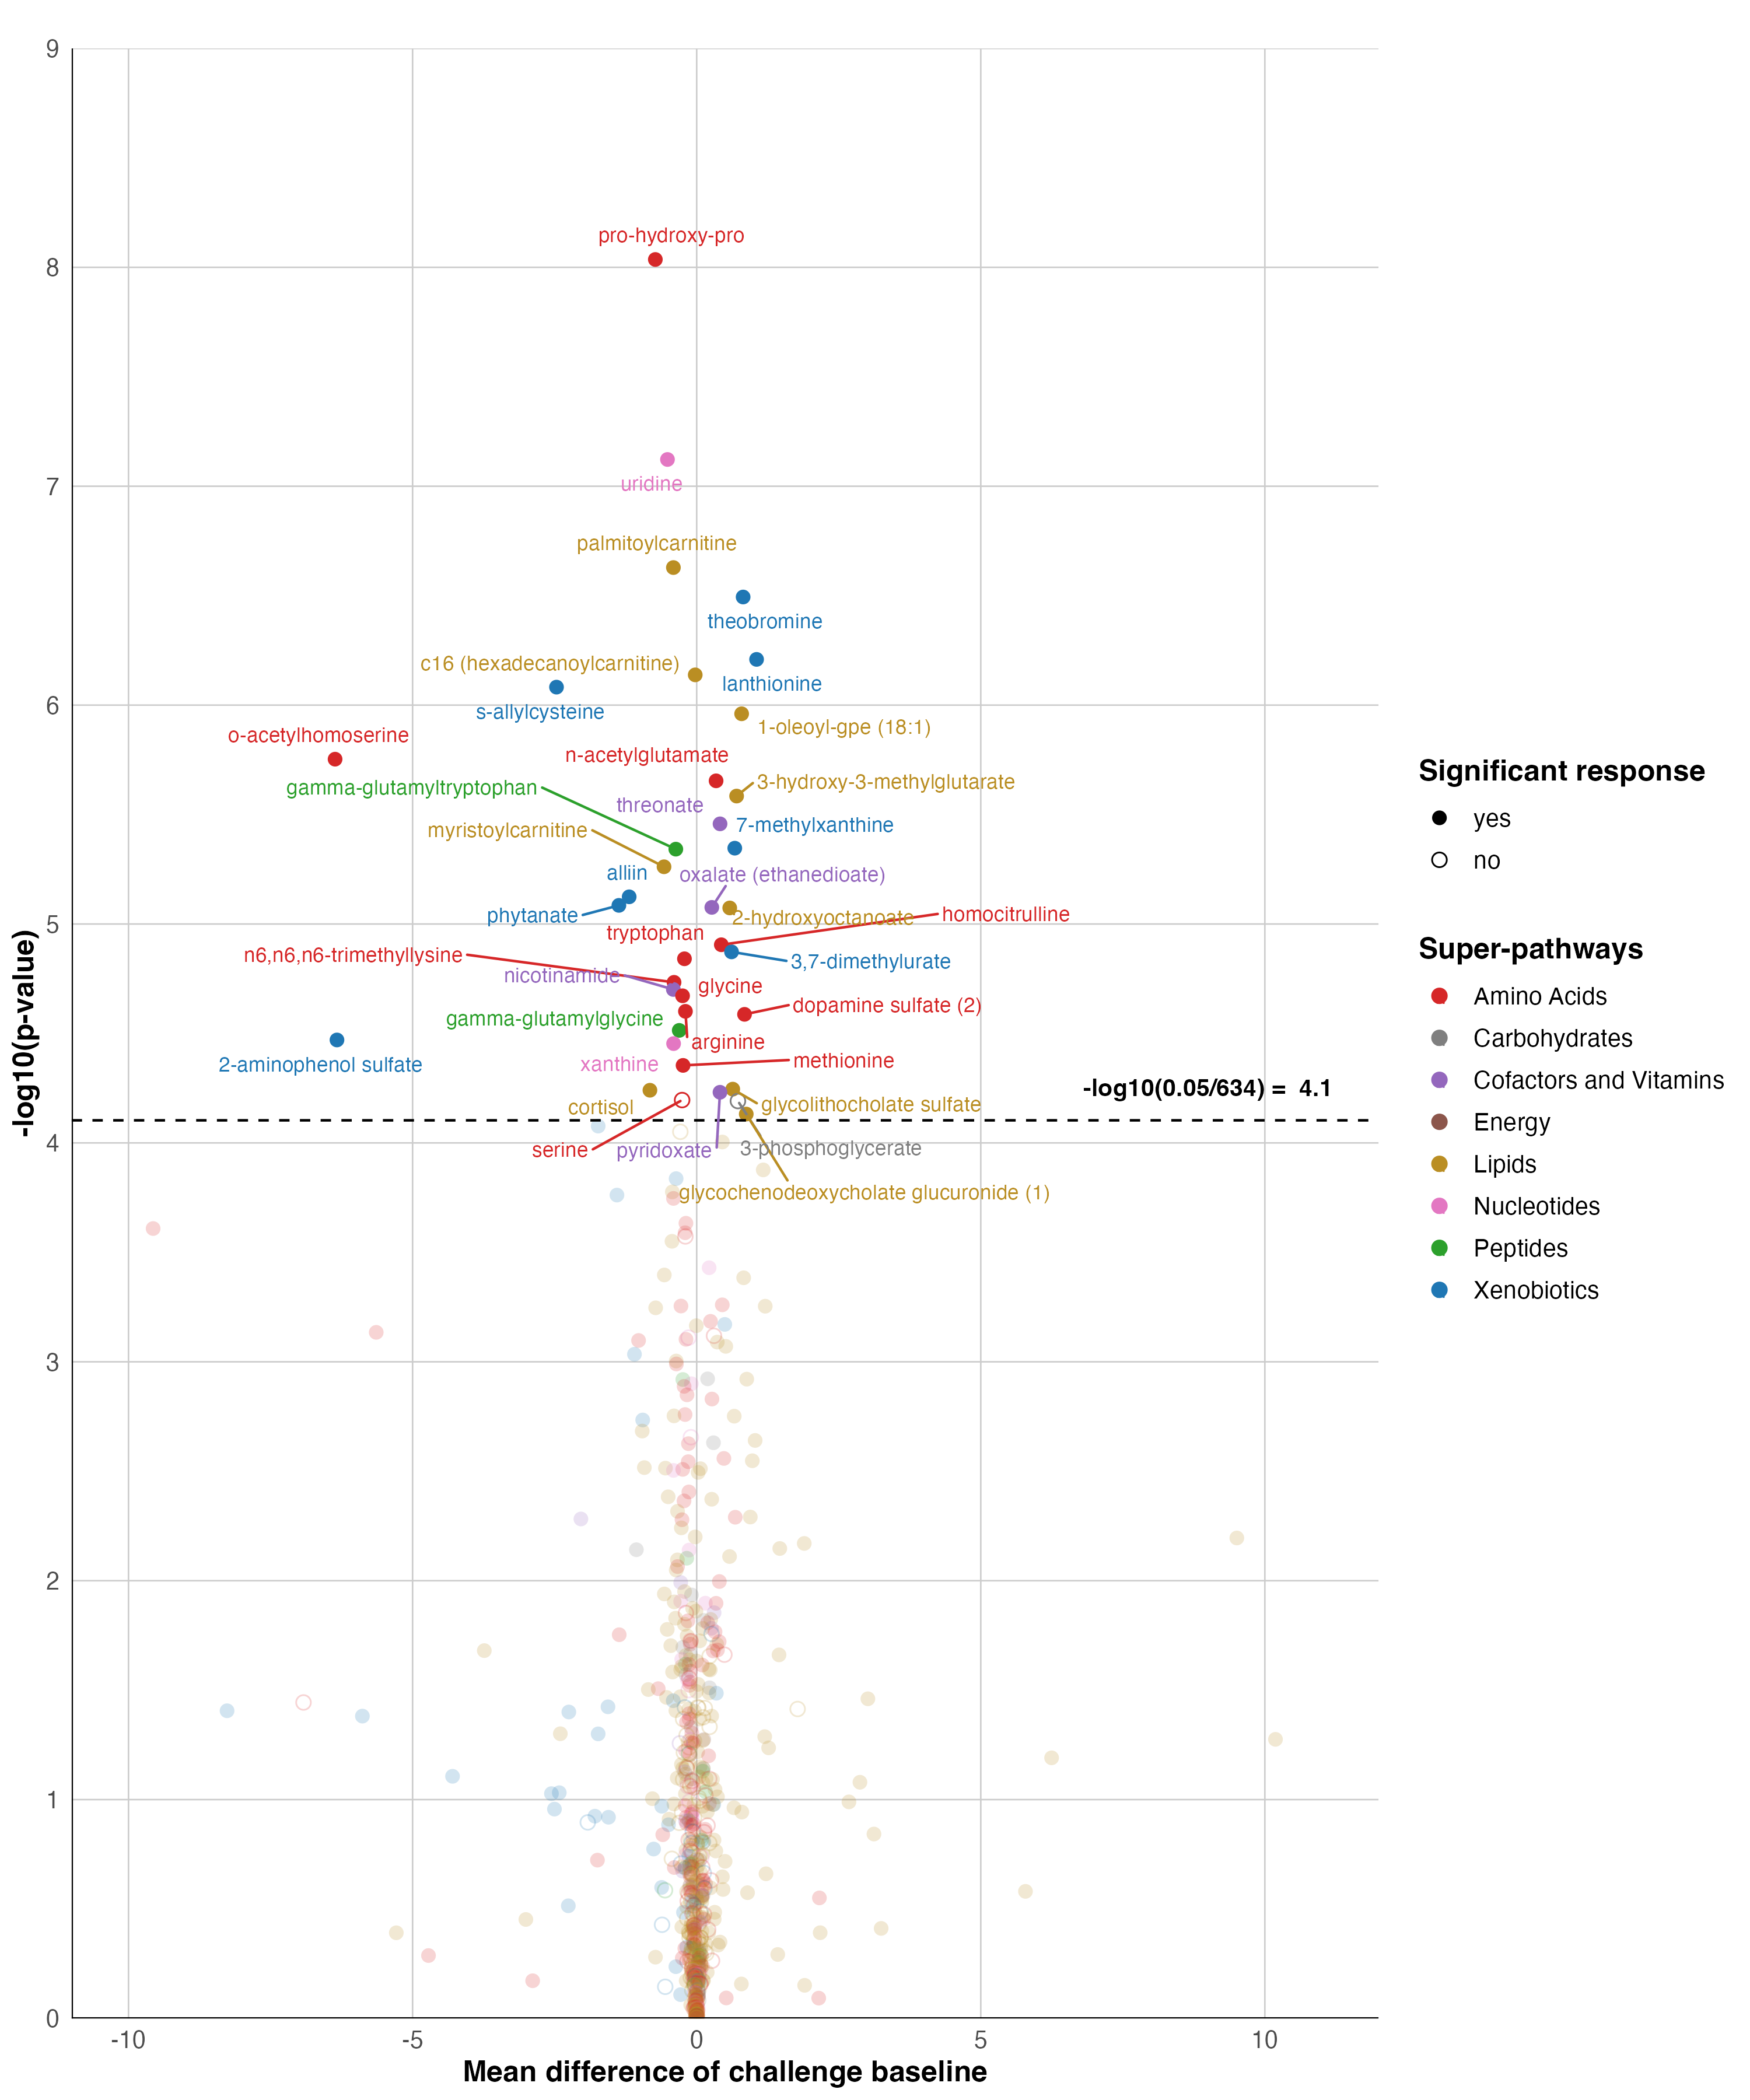 9
8
7
6
5
4
3
2
1
0
-log10(p-value)
pro-hydroxy-pro
uridine
palmitoylcarnitine
theobromine
c16 (hexadecanoylcarnitine)
lanthionine
s-allylcysteine
1-oleoyl-gpe (18:1)
o-acetylhomoserine
n-acetylglutamate
3-hydroxy-3-methylglutarate
gamma-glutamyltryptophan
threonate
7-methylxanthine
myristoylcarnitine
alliin
oxalate (ethanedioate)
phytanate
2-hydroxyoctanoate
homocitrulline
tryptophan
n6,n6,n6-trimethyllysine
3,7-dimethylurate
nicotinamide
glycine
dopamine sulfate (2)
gamma-glutamylglycine
arginine
2-aminophenol sulfate
xanthine
methionine
-log10(0.05/634) = 4.1
cortisol
glycolithocholate sulfate
serine
pyridoxate
3-phosphoglycerate
glycochenodeoxycholate glucuronide (1)
-10
-5
0
5
10
Mean difference of challenge baseline
Significant response
yes
no
Super-pathways
Amino Acids
Carbohydrates
Cofactors and Vitamins
Energy
Lipids
Nucleotides
Peptides
Xenobiotics